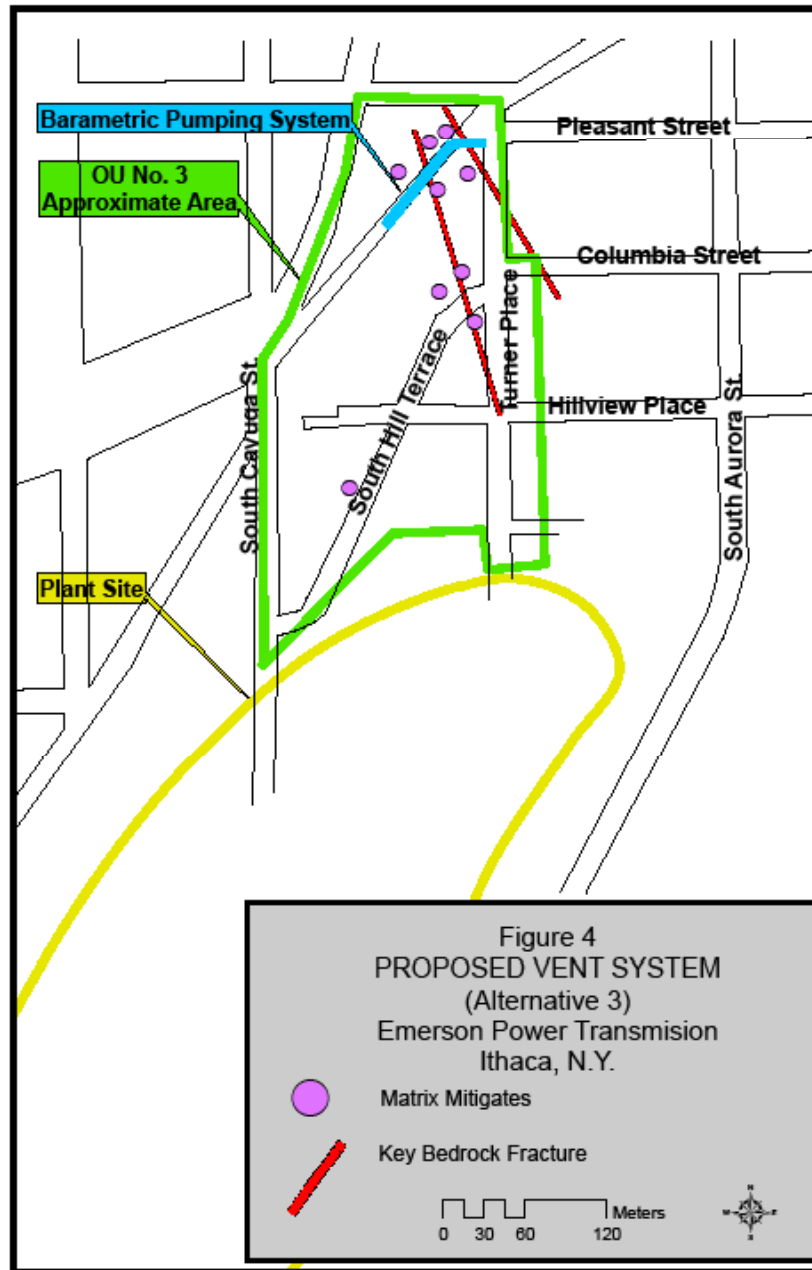 Barametric Pumping System
Pleasant Street
OU No. 3
Approximate Area
Columbia Street
Turner Place
South Cayuga St.
South Hill Terrace
Hillview Place
South Aurora St.
Plant Site
Figure 4
PROPOSED VENT SYSTEM
(Alternative 3)
Emerson Power Transmision
Ithaca, N.Y.
Matrix Mitigates
Key Bedrock Fracture
Meters
0 30 60 120
N
W E
S